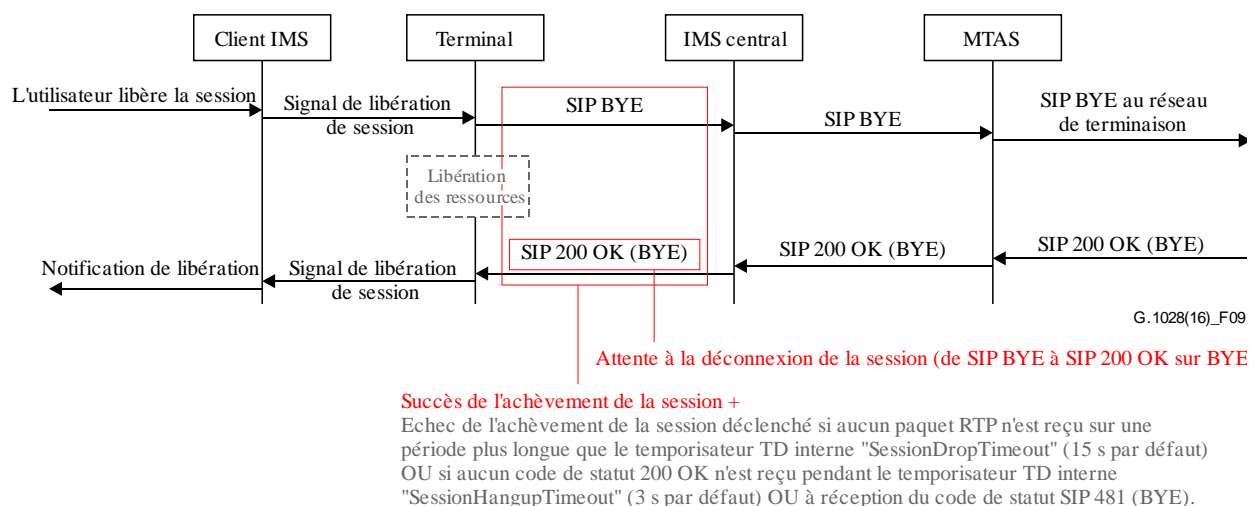 Client IMS
Terminal
IMS central
MTAS
L'utilisateur libère la session
Signal de libération
de session
SIP BYE
SIP BYE
SIP BYE au réseau
de terminaison
Libération
des ressources
Notification de libération
Signal de libération
de session
SIP 200 OK (BYE)
SIP 200 OK (BYE)
SIP 200 OK (BYE)
G.1028(16)_F09
Attente à la déconnexion de la session (de SIP BYE à SIP 200 OK sur BYE
Succès de l'achèvement de la session +
Echec de l'achèvement de la session déclenché si aucun paquet RTP n'est reçu sur une
période plus longue que le temporisateur TD interne "SessionDropTimeout" (15 s par défaut)
OU si aucun code de statut 200 OK n'est reçu pendant le temporisateur TD interne
"SessionHangupTimeout" (3 s par défaut) OU à réception du code de statut SIP 481 (BYE).